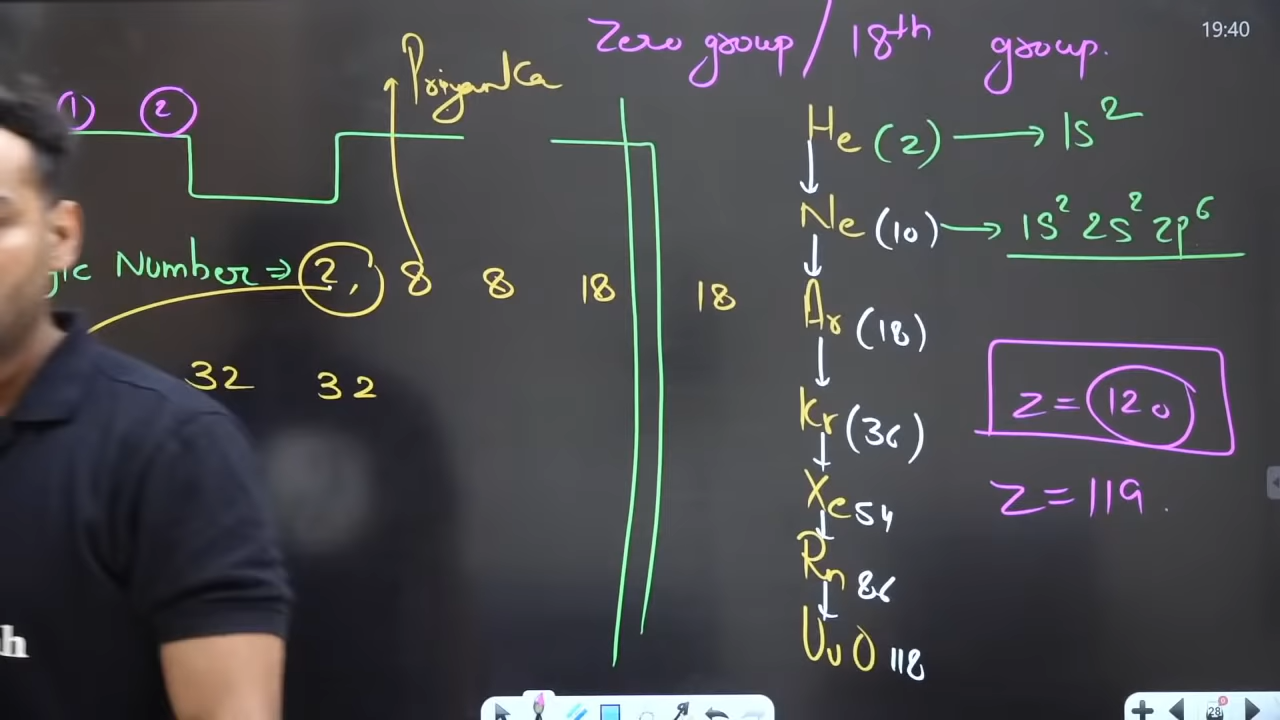 Zero group / 18th group.
19:40
Priyanka
1 2
gic Number ⇒ 2, 8 8 18 18
32 32
He (2) → 1s²
Ne (10) → 1s² 2s² 2p⁶
Ar (18)
Kr (36)
Xe 54
Rn 86
UuO 118
z = 120
z = 119.
h
28